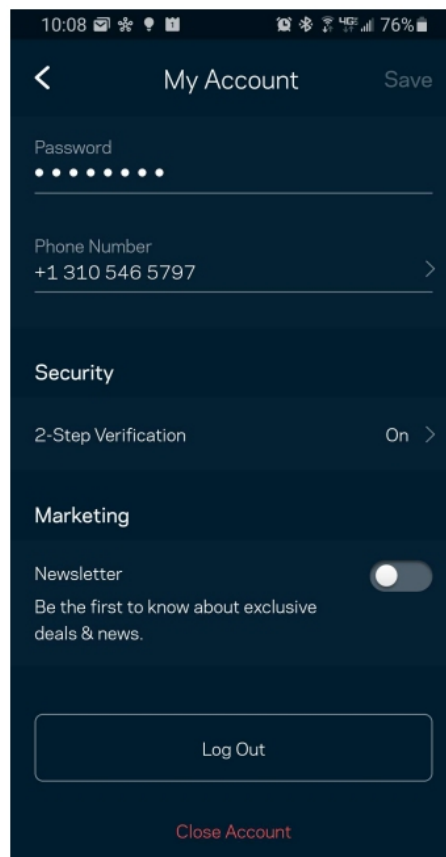 10:08 76%
My Account Save
Password
Phone Number
+1 310 546 5797
Security
2-Step Verification On
Marketing
Newsletter
Be the first to know about exclusive
deals & news.
Log Out
Close Account